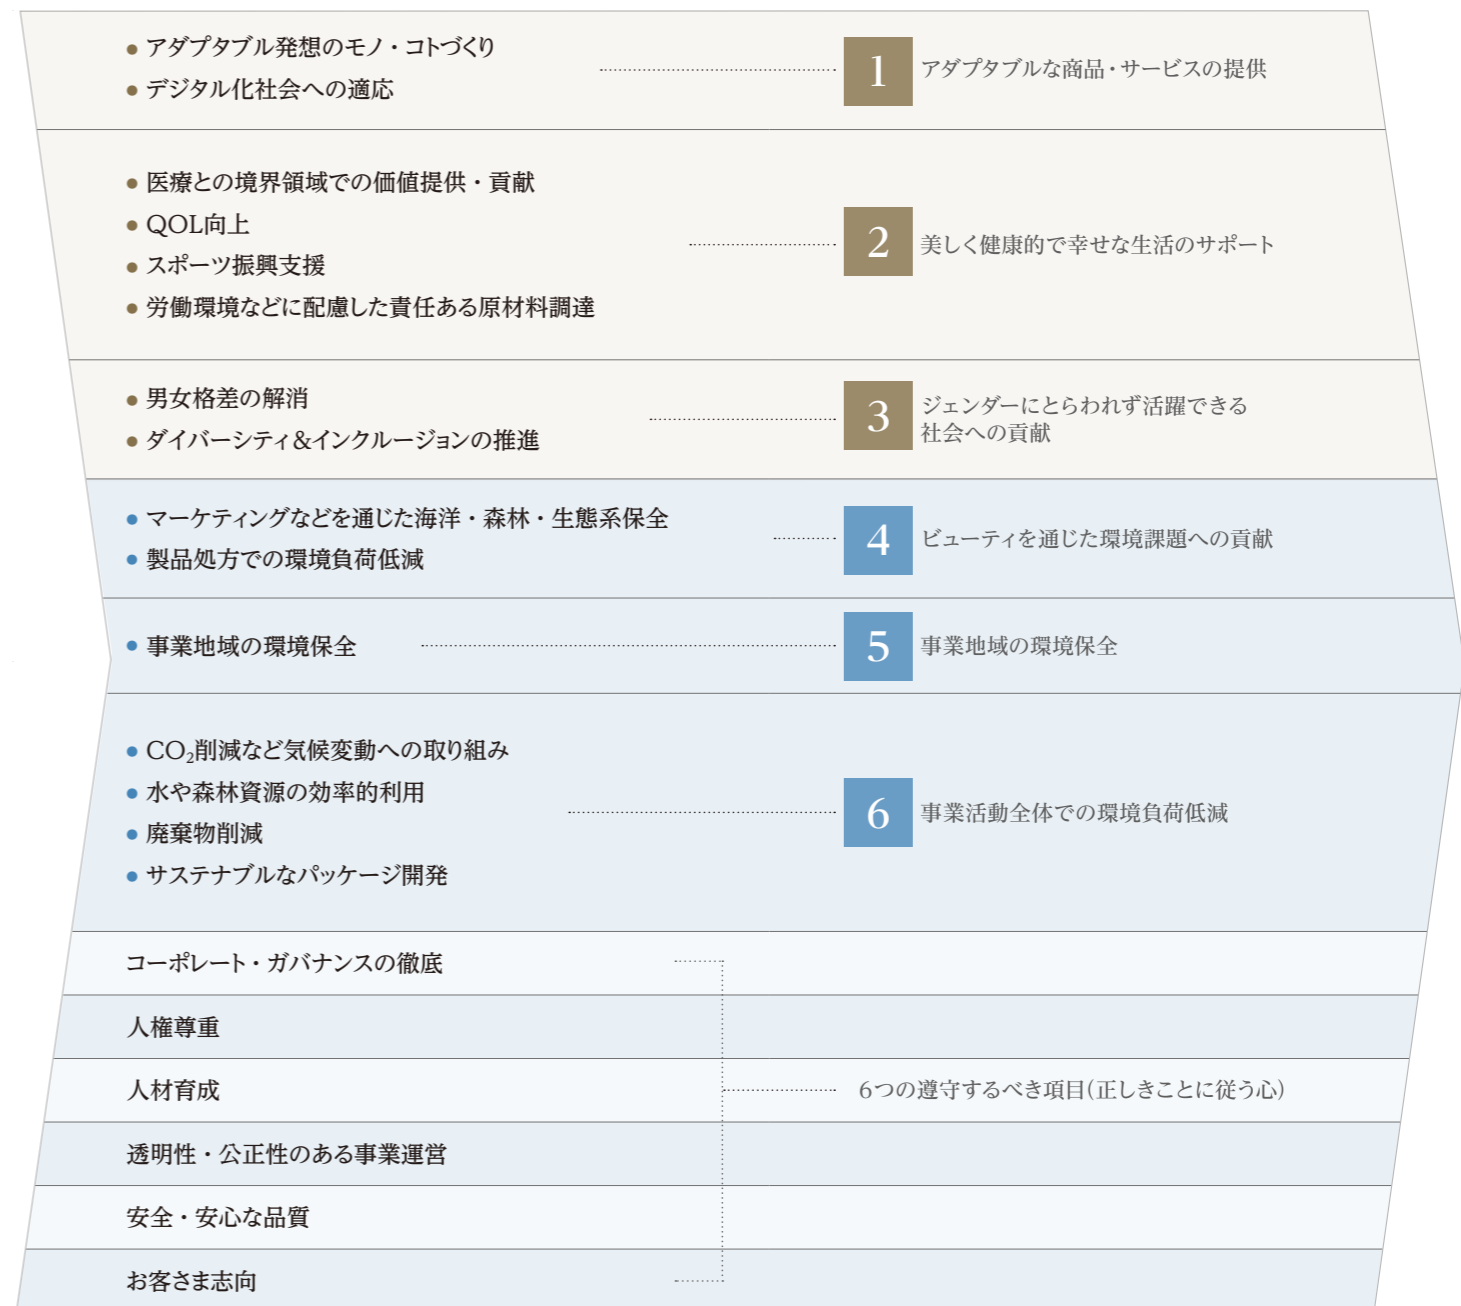 アダプタブル発想のモノ・コトづくり
デジタル化社会への適応
1
アダプタブルな商品・サービスの提供
医療との境界領域での価値提供・貢献
QOL向上
スポーツ振興支援
労働環境などに配慮した責任ある原材料調達
2
美しく健康的で幸せな生活のサポート
男女格差の解消
ダイバーシティ&インクルージョンの推進
3
ジェンダーにとらわれず活躍できる
社会への貢献
マーケティングなどを通じた海洋・森林・生態系保全
製品処方での環境負荷低減
4
ビューティを通じた環境課題への貢献
事業地域の環境保全
5
事業地域の環境保全
CO₂削減など気候変動への取り組み
水や森林資源の効率的利用
廃棄物削減
サステナブルなパッケージ開発
6
事業活動全体での環境負荷低減
コーポレート・ガバナンスの徹底
人権尊重
人材育成
6つの遵守するべき項目(正しきことに従う心)
透明性・公正性のある事業運営
安全・安心な品質
お客さま志向